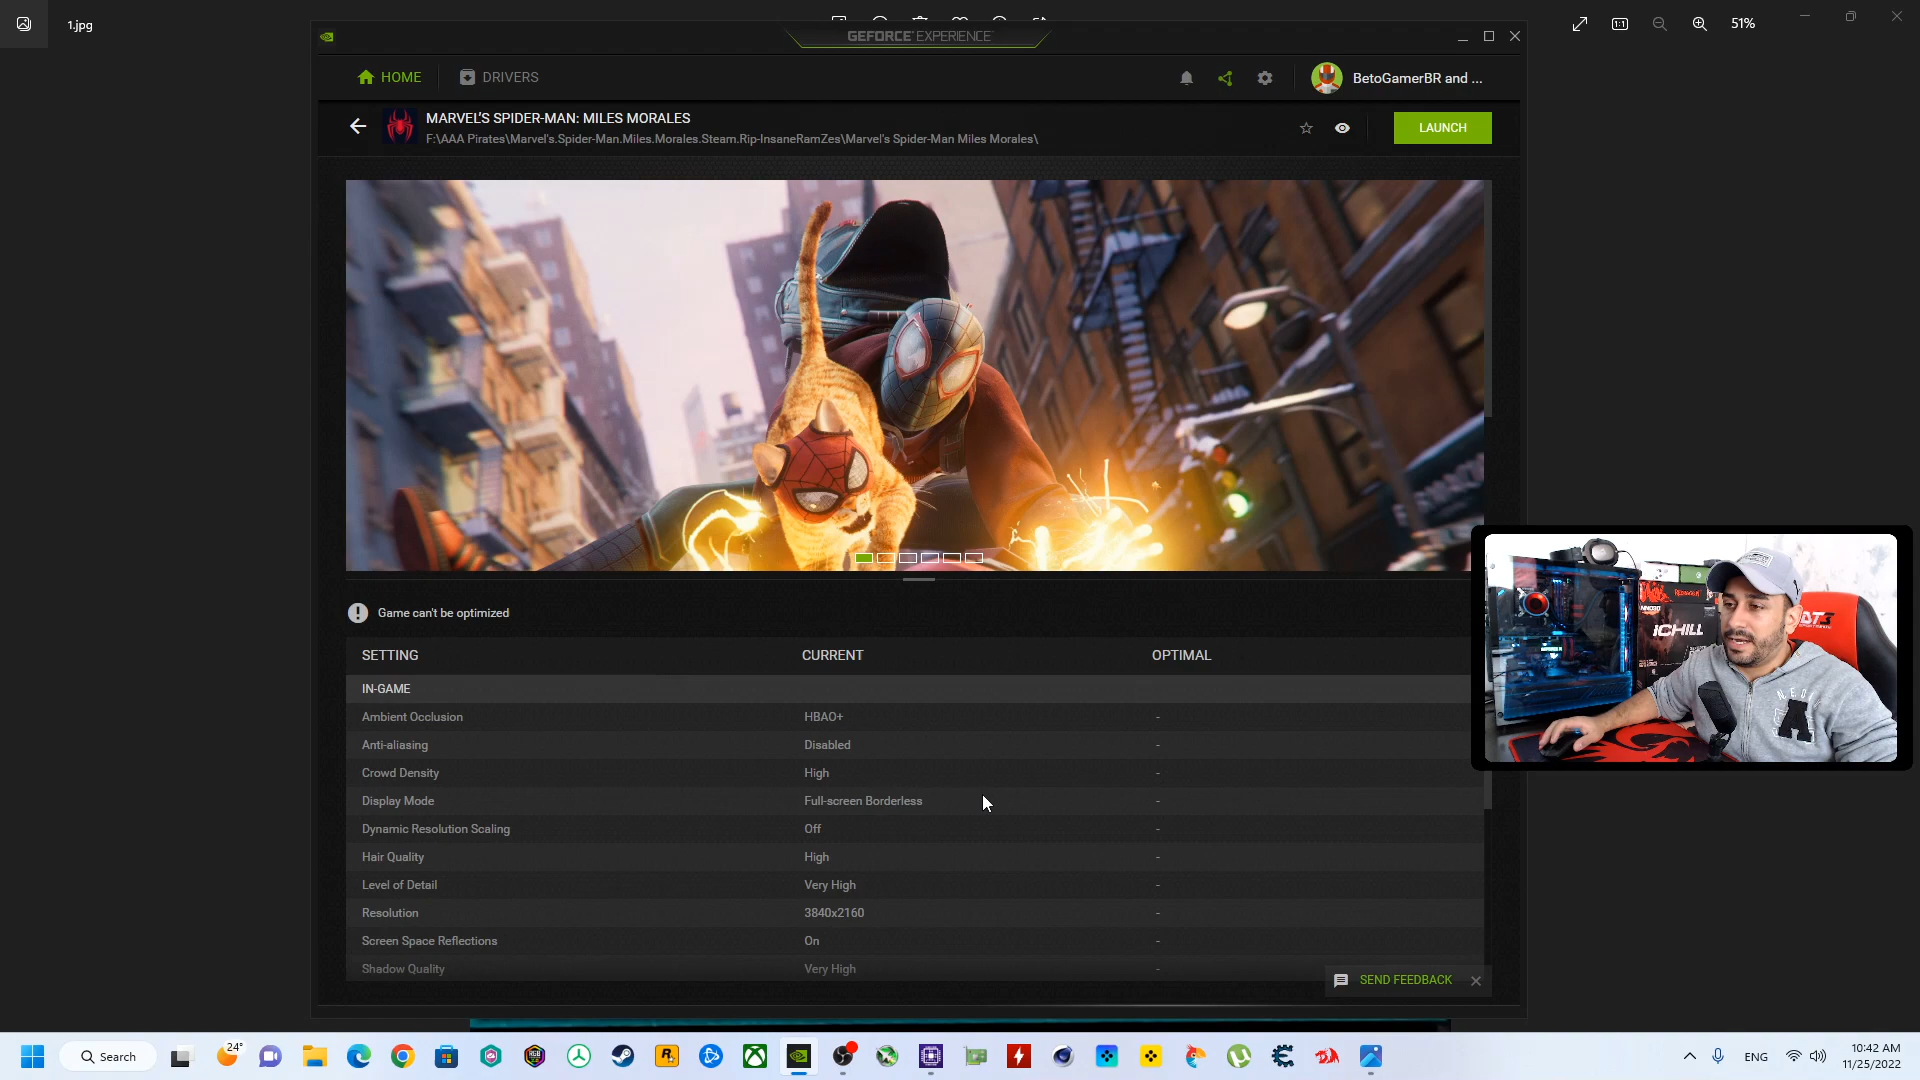 1.jpg
51%
GEFORCE EXPERIENCE
HOME
DRIVERS
BetoGamerBR and ...
MARVEL'S SPIDER-MAN: MILES MORALES
F:\AAA Pirates\Marvel's.Spider-Man.Miles.Morales.Steam.Rip-InsaneRamZes\Marvel's Spider-Man Miles Morales\
LAUNCH
Game can't be optimized
SETTING CURRENT OPTIMAL
IN-GAME
Ambient Occlusion HBAO+ -
Anti-aliasing Disabled -
Crowd Density High -
Display Mode Full-screen Borderless -
Dynamic Resolution Scaling Off -
Hair Quality High -
Level of Detail Very High -
Resolution 3840x2160 -
Screen Space Reflections On -
Shadow Quality Very High -
SEND FEEDBACK
iCHILL
Search
24°
ENG
10:42 AM
11/25/2022